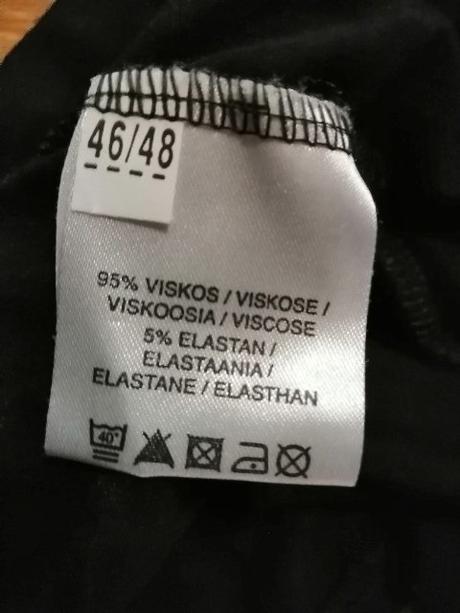 46/48
95% VISKOS / VISKOSE /
VISKOOSIA / VISCOSE
5% ELASTAN /
ELASTAANIA /
ELASTANE / ELASTHAN
40°